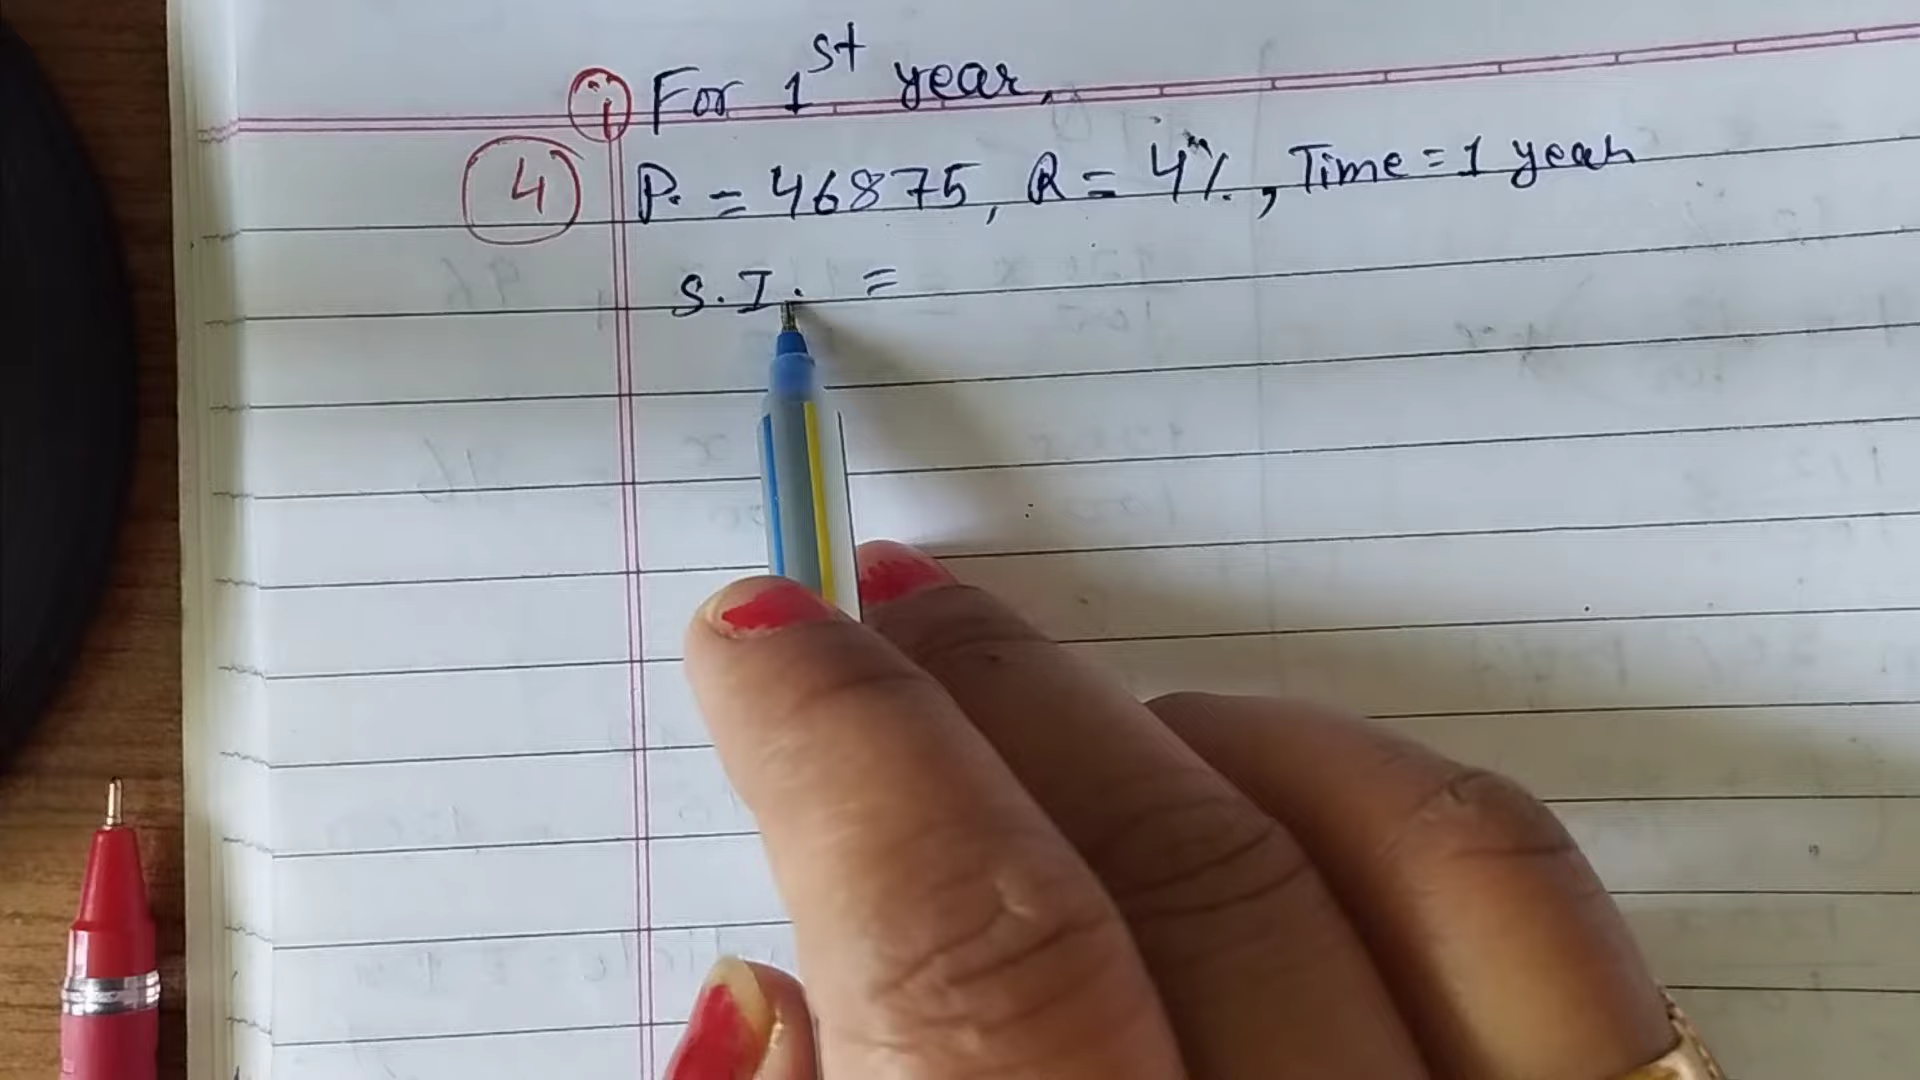 (i) For 1st year,
(4) P. = 46875, R = 4%, Time = 1 year
S.I. =